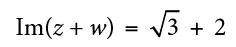 Im(z + w) = √3 + 2